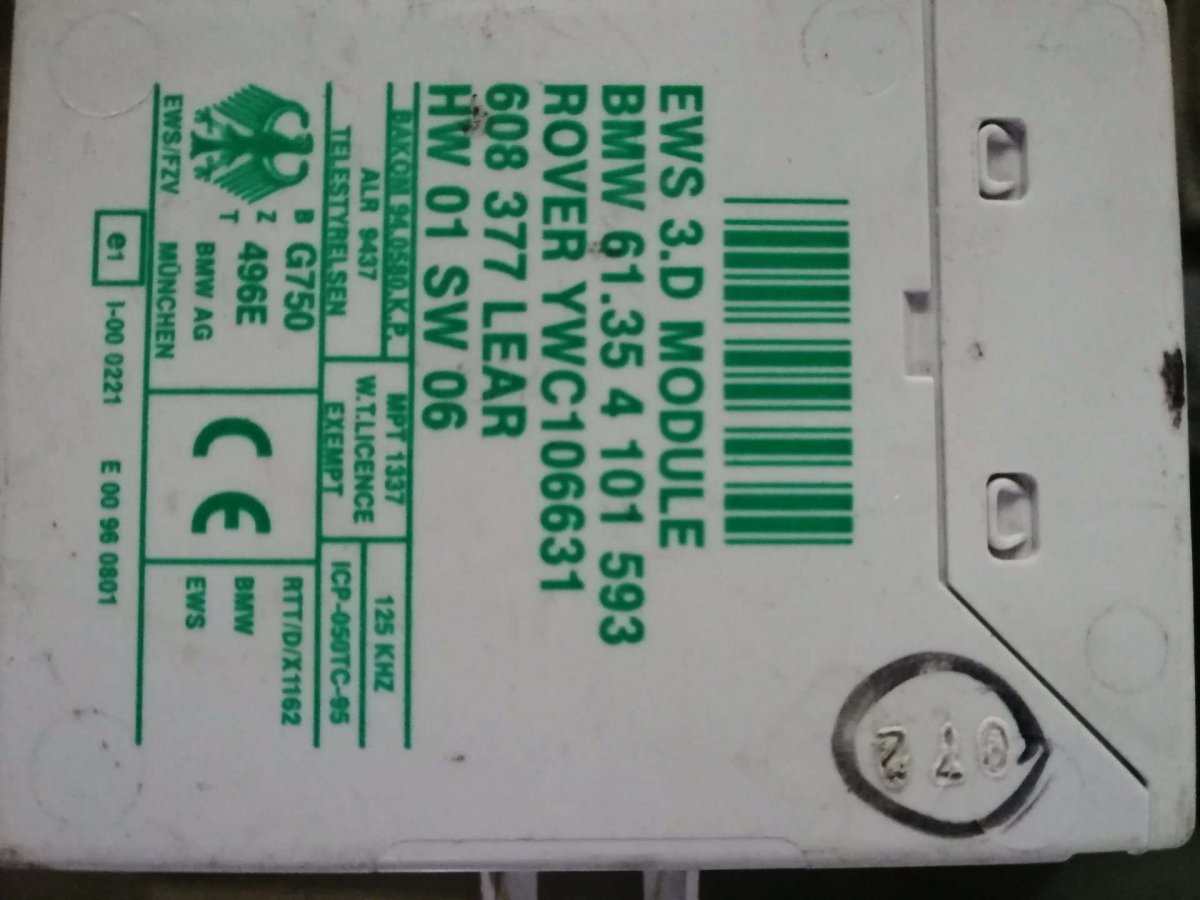 EWS 3.D MODULE
BMW 61.35 4 101 593
ROVER YWC106631
608 377 LEAR
HW 01 SW 06
BAKOM 94.0580.K.P.
ALR 9437
TELESTYRELSEN
MPT 1337
W.T.LICENCE
EXEMPT
125 KHZ
ICP-050TC-95
B G750
Z 496E
T BMW AG
EWS/FZV MÜNCHEN
CE
RTT/D/X1162
BMW
EWS
e1 I-00 0221 E 00 96 0801